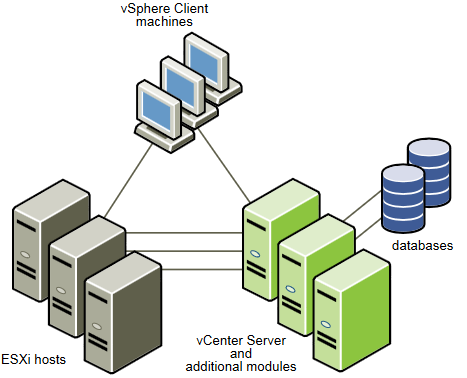 vSphere Client
machines
databases
ESXi hosts
vCenter Server
and
additional modules